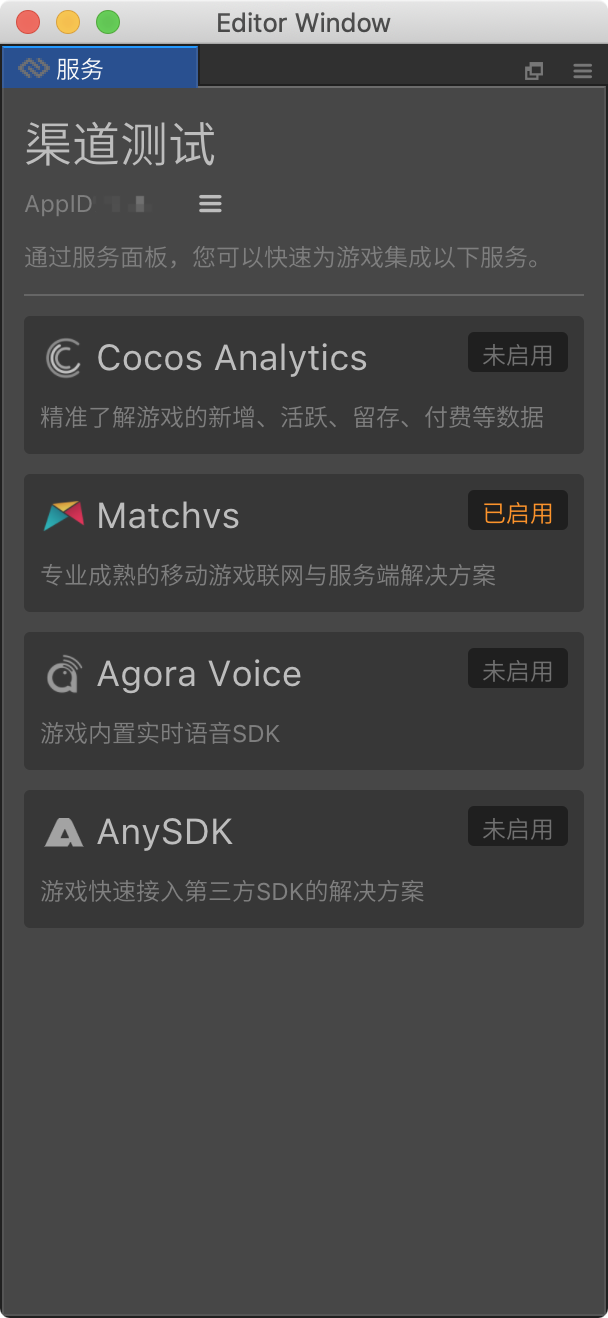 Editor Window
服务
渠道测试
AppID
通过服务面板，您可以快速为游戏集成以下服务。
Cocos Analytics
未启用
精准了解游戏的新增、活跃、留存、付费等数据
Matchvs
已启用
专业成熟的移动游戏联网与服务端解决方案
Agora Voice
未启用
游戏内置实时语音SDK
AnySDK
未启用
游戏快速接入第三方SDK的解决方案